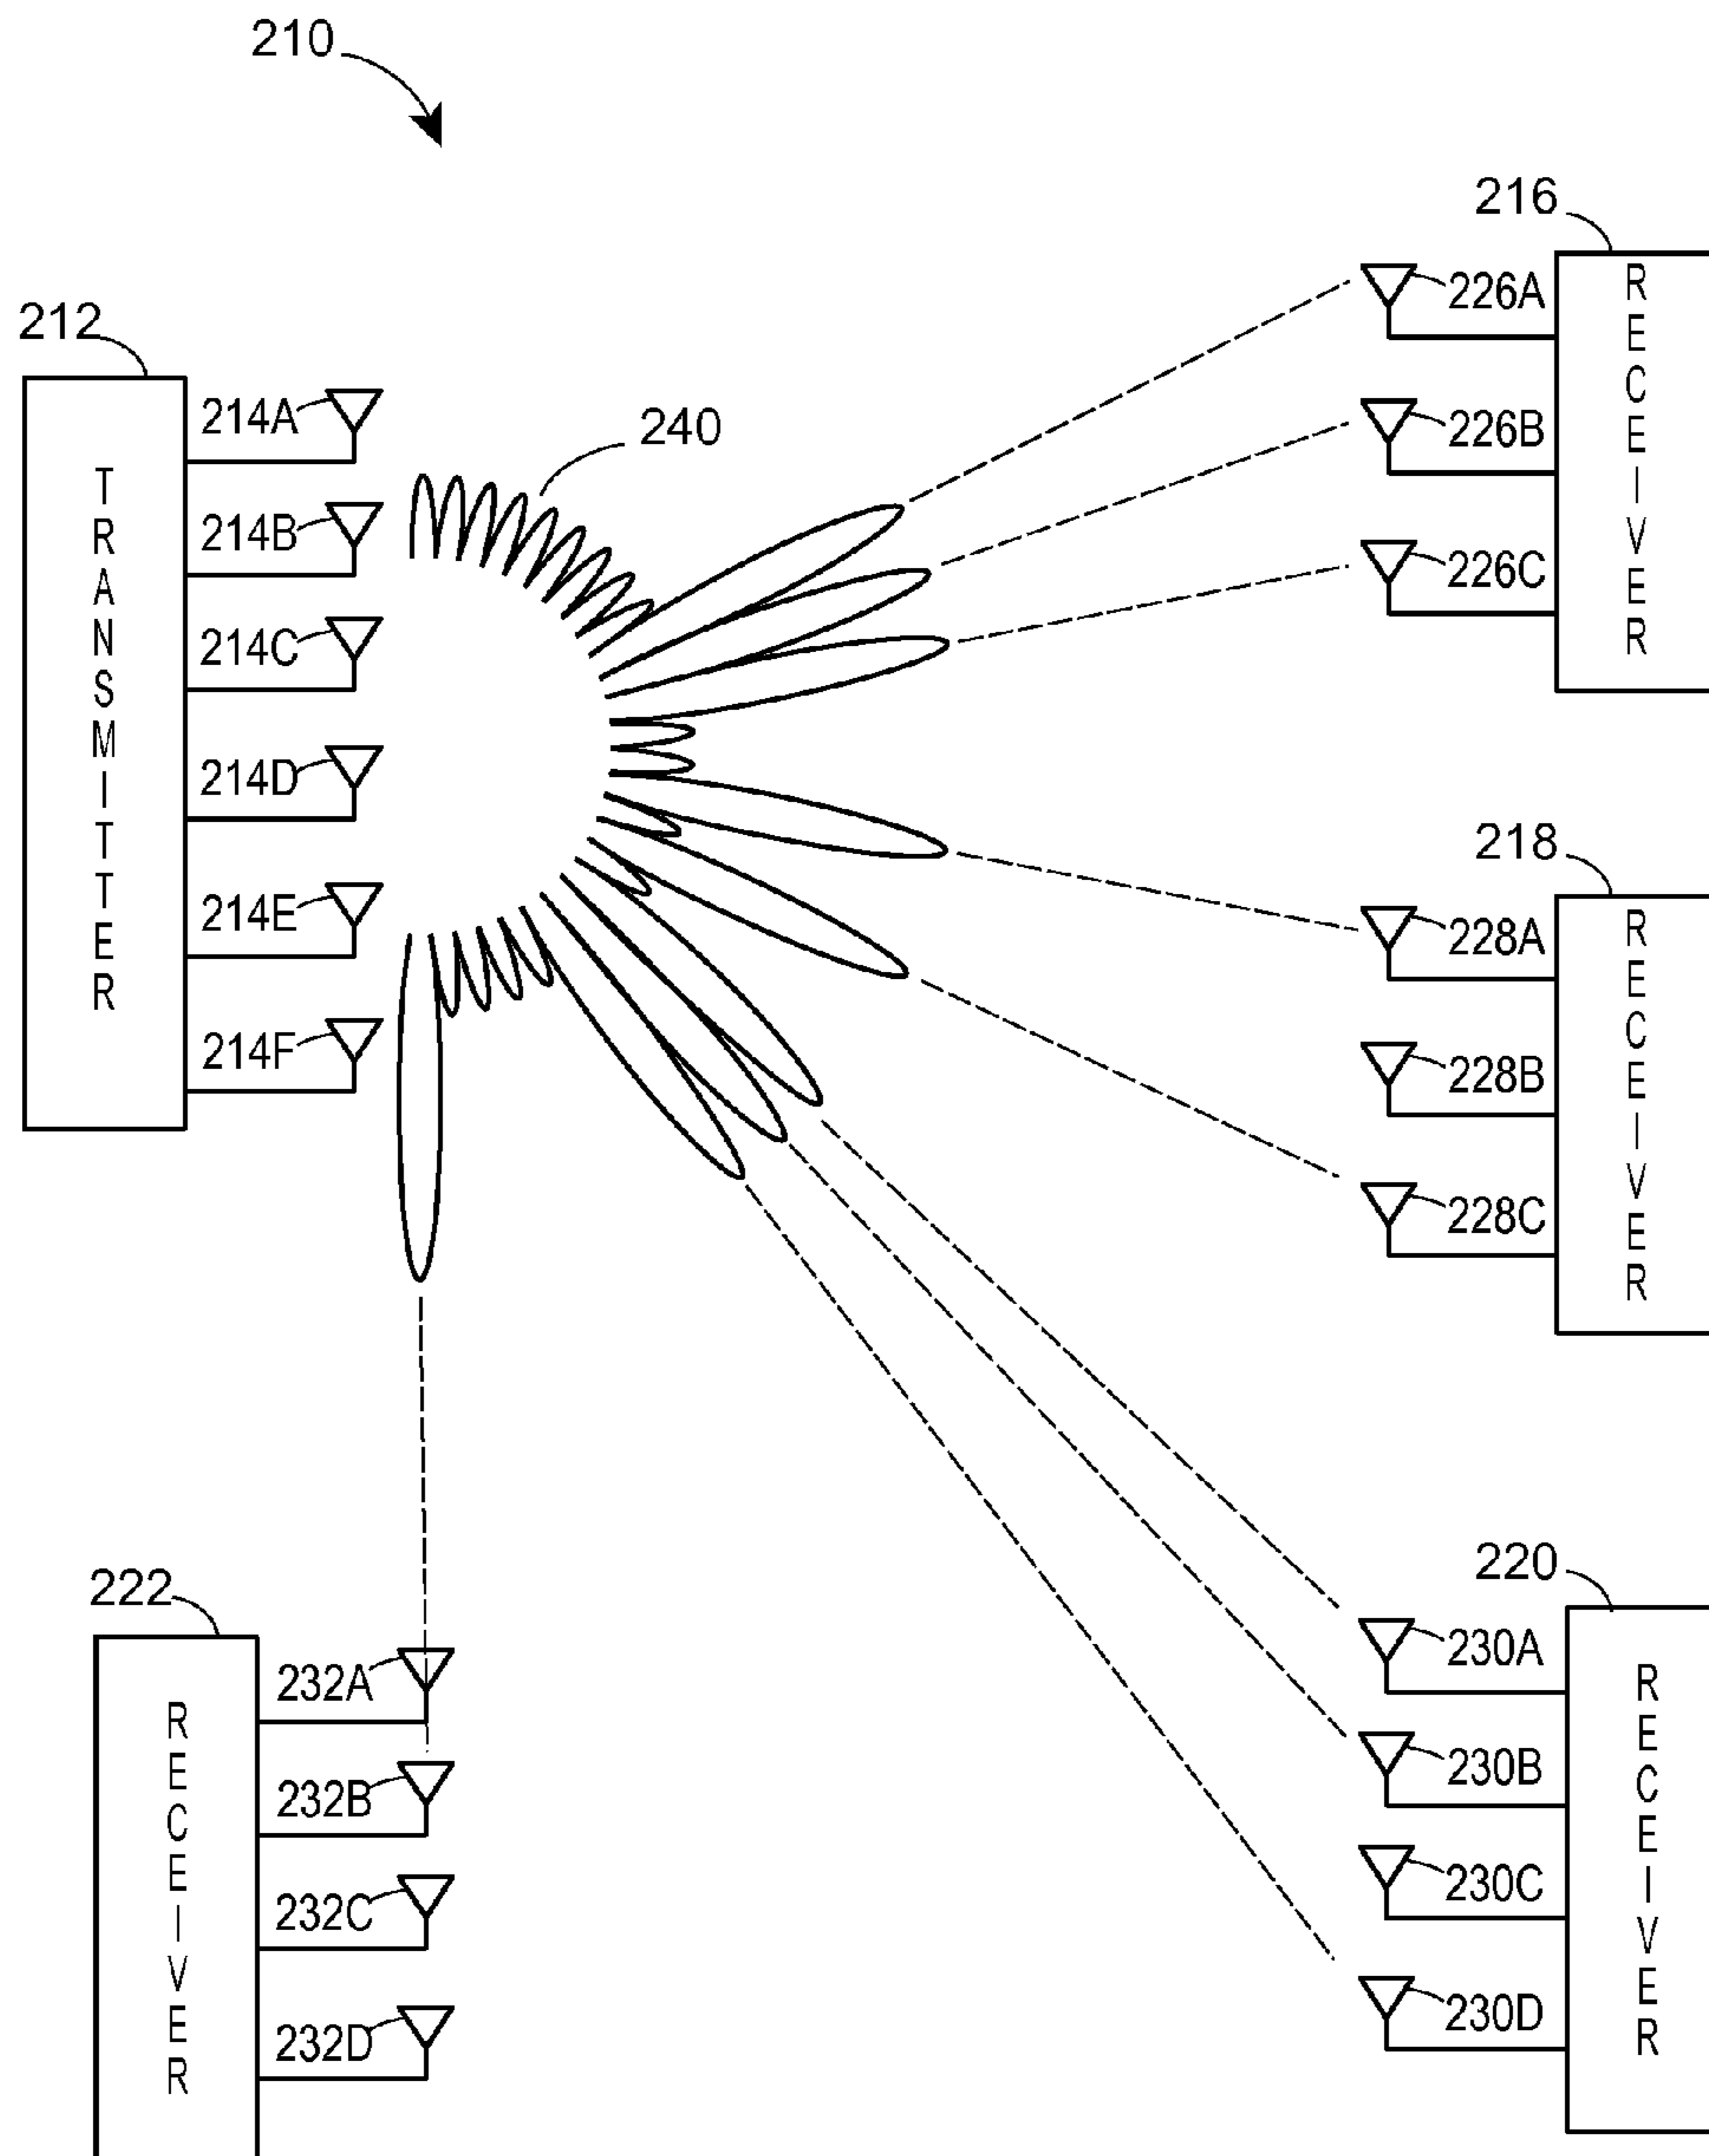 210
216
226A
226B
226C
RECEIVER
212
214A
214B
214C
214D
214E
214F
TRANSMITTER
240
218
228A
228B
228C
RECEIVER
222
232A
232B
232C
232D
RECEIVER
220
230A
230B
230C
230D
RECEIVER